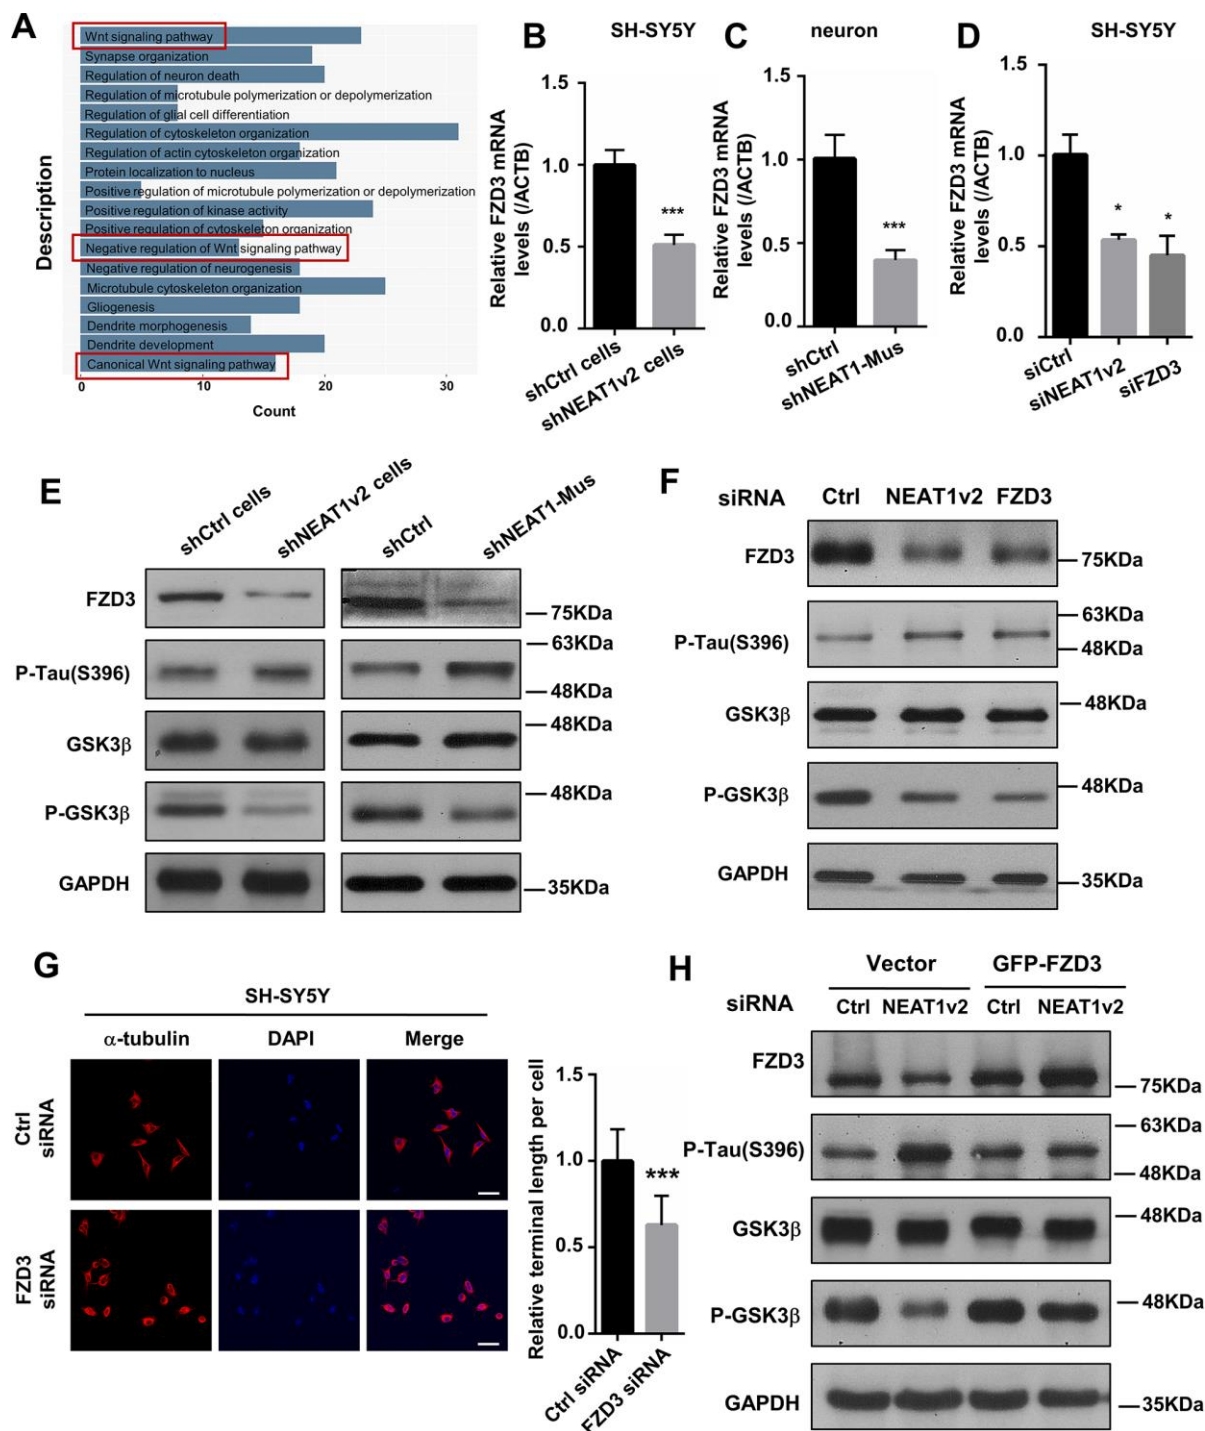 A
Description
Wnt signaling pathway
Synapse organization
Regulation of neuron death
Regulation of microtubule polymerization or depolymerization
Regulation of glial cell differentiation
Regulation of cytoskeleton organization
Regulation of actin cytoskeleton organization
Protein localization to nucleus
Positive regulation of microtubule polymerization or depolymerization
Positive regulation of kinase activity
Positive regulation of cytoskeleton organization
Negative regulation of Wnt signaling pathway
Negative regulation of neurogenesis
Microtubule cytoskeleton organization
Gliogenesis
Dendrite morphogenesis
Dendrite development
Canonical Wnt signaling pathway
0 10 20 30
Count
B
SH-SY5Y
Relative FZD3 mRNA
levels (/ACTB)
1.5
1.0
0.5
0.0
***
shCtrl cells
shNEAT1v2 cells
C
neuron
Relative FZD3 mRNA
levels (/ACTB)
1.5
1.0
0.5
0.0
***
shCtrl
shNEAT1-Mus
D
SH-SY5Y
Relative FZD3 mRNA
levels (/ACTB)
1.5
1.0
0.5
0.0
* *
siCtrl
siNEAT1v2
siFZD3
E
shCtrl cells
shNEAT1v2 cells
shCtrl
shNEAT1-Mus
FZD3
75KDa
63KDa
P-Tau(S396)
48KDa
48KDa
GSK3β
48KDa
P-GSK3β
GAPDH
35KDa
F
siRNA Ctrl NEAT1v2 FZD3
FZD3
75KDa
63KDa
P-Tau(S396)
48KDa
48KDa
GSK3β
48KDa
P-GSK3β
GAPDH
35KDa
G
SH-SY5Y
α-tubulin DAPI Merge
Ctrl
siRNA
FZD3
siRNA
Relative terminal length per cell
1.5
1.0
0.5
0.0
***
Ctrl siRNA
FZD3 siRNA
H
Vector GFP-FZD3
siRNA Ctrl NEAT1v2 Ctrl NEAT1v2
FZD3
75KDa
63KDa
P-Tau(S396)
48KDa
48KDa
GSK3β
48KDa
P-GSK3β
GAPDH
35KDa